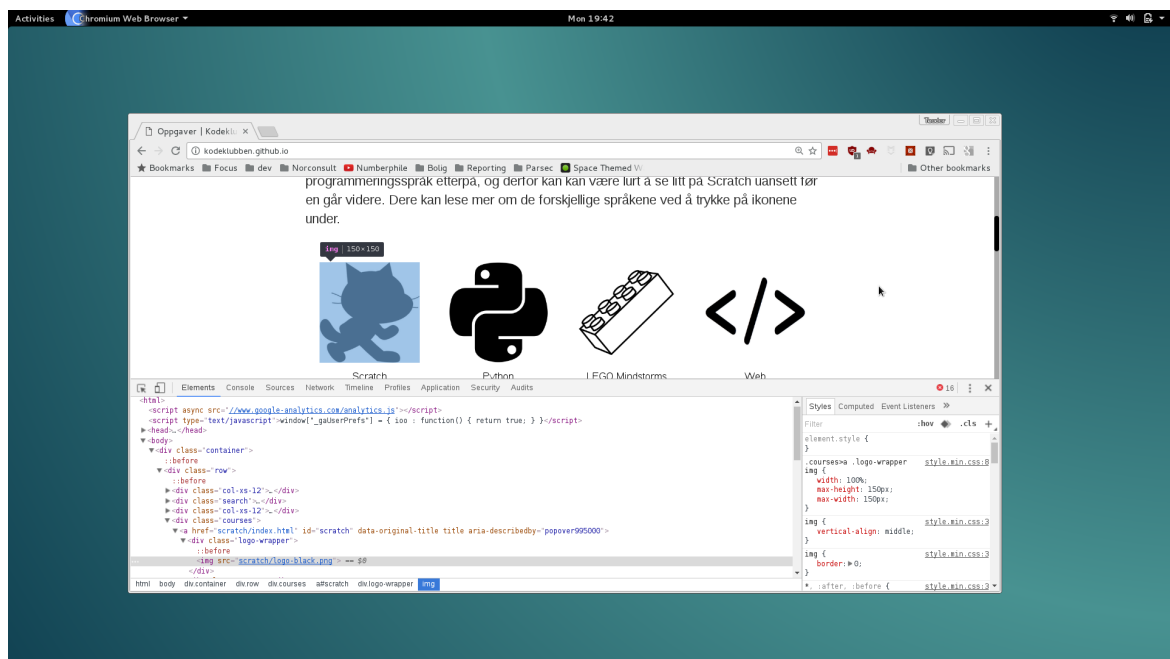 Activities Chromium Web Browser Mon 19:42
Oppgaver | Kodeklu
kodeklubben.github.io
Bookmarks Focus dev Norconsult Numberphile Bolig Reporting Parsec Space Themed W Other bookmarks
programmeringsspråk etterpå, og derfor kan kan være lurt å se litt på Scratch uansett før
en går videre. Dere kan lese mer om de forskjellige språkene ved å trykke på ikonene
under.
img | 150×150
Scratch Python LEGO Mindstorms Web
Elements Console Sources Network Timeline Profiles Application Security Audits 16
<html>
<script async src="//www.google-analytics.com/analytics.js"></script>
<script type="text/javascript">window["_gaUserPrefs"] = { ioo : function() { return true; } }</script>
<head>…</head>
<body>
<div class="container">
::before
<div class="row">
::before
<div class="col-xs-12">…</div>
<div class="search">…</div>
<div class="col-xs-12">…</div>
<div class="courses">
<a href="scratch/index.html" id="scratch" data-original-title title aria-describedby="popover995000">
<div class="logo-wrapper">
::before
<img src="scratch/logo-black.png"> == $0
</div>
html body div.container div.row div.courses a#scratch div.logo-wrapper img
Styles Computed Event Listeners
Filter :hov .cls +
element.style {
}
.courses>a .logo-wrapper style.min.css:8
img {
width: 100%;
max-height: 150px;
max-width: 150px;
}
img { style.min.css:3
vertical-align: middle;
}
img { style.min.css:3
border: 0;
}
*, :after, :before { style.min.css:3